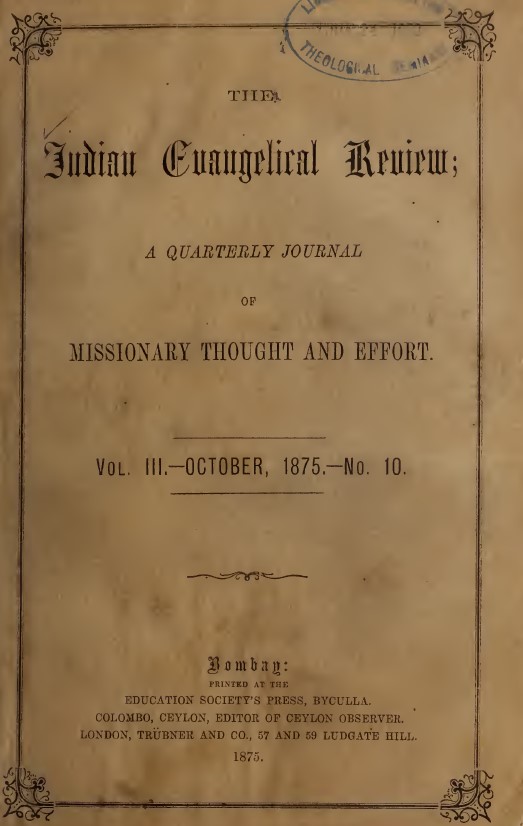 THEOLOGICAL
THE
Indian Evangelical Review;
A QUARTERLY JOURNAL
OF
MISSIONARY THOUGHT AND EFFORT.
VOL. III.—OCTOBER, 1875.—No. 10.
Bombay:
PRINTED AT THE
EDUCATION SOCIETY'S PRESS, BYCULLA.
COLOMBO, CEYLON, EDITOR OF CEYLON OBSERVER.
LONDON, TRÜBNER AND CO., 57 AND 59 LUDGATE HILL.
1875.